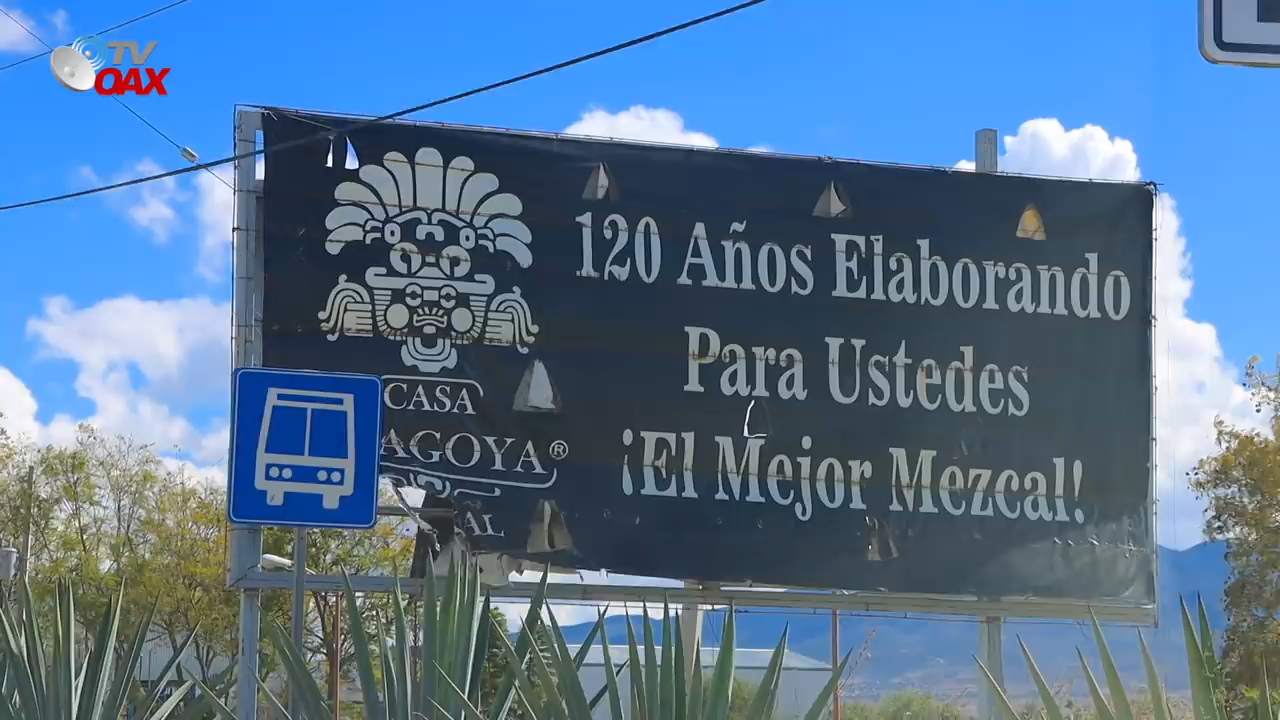 TV
OAX
120 Años Elaborando
Para Ustedes
¡El Mejor Mezcal!
CASA
AGOYA®